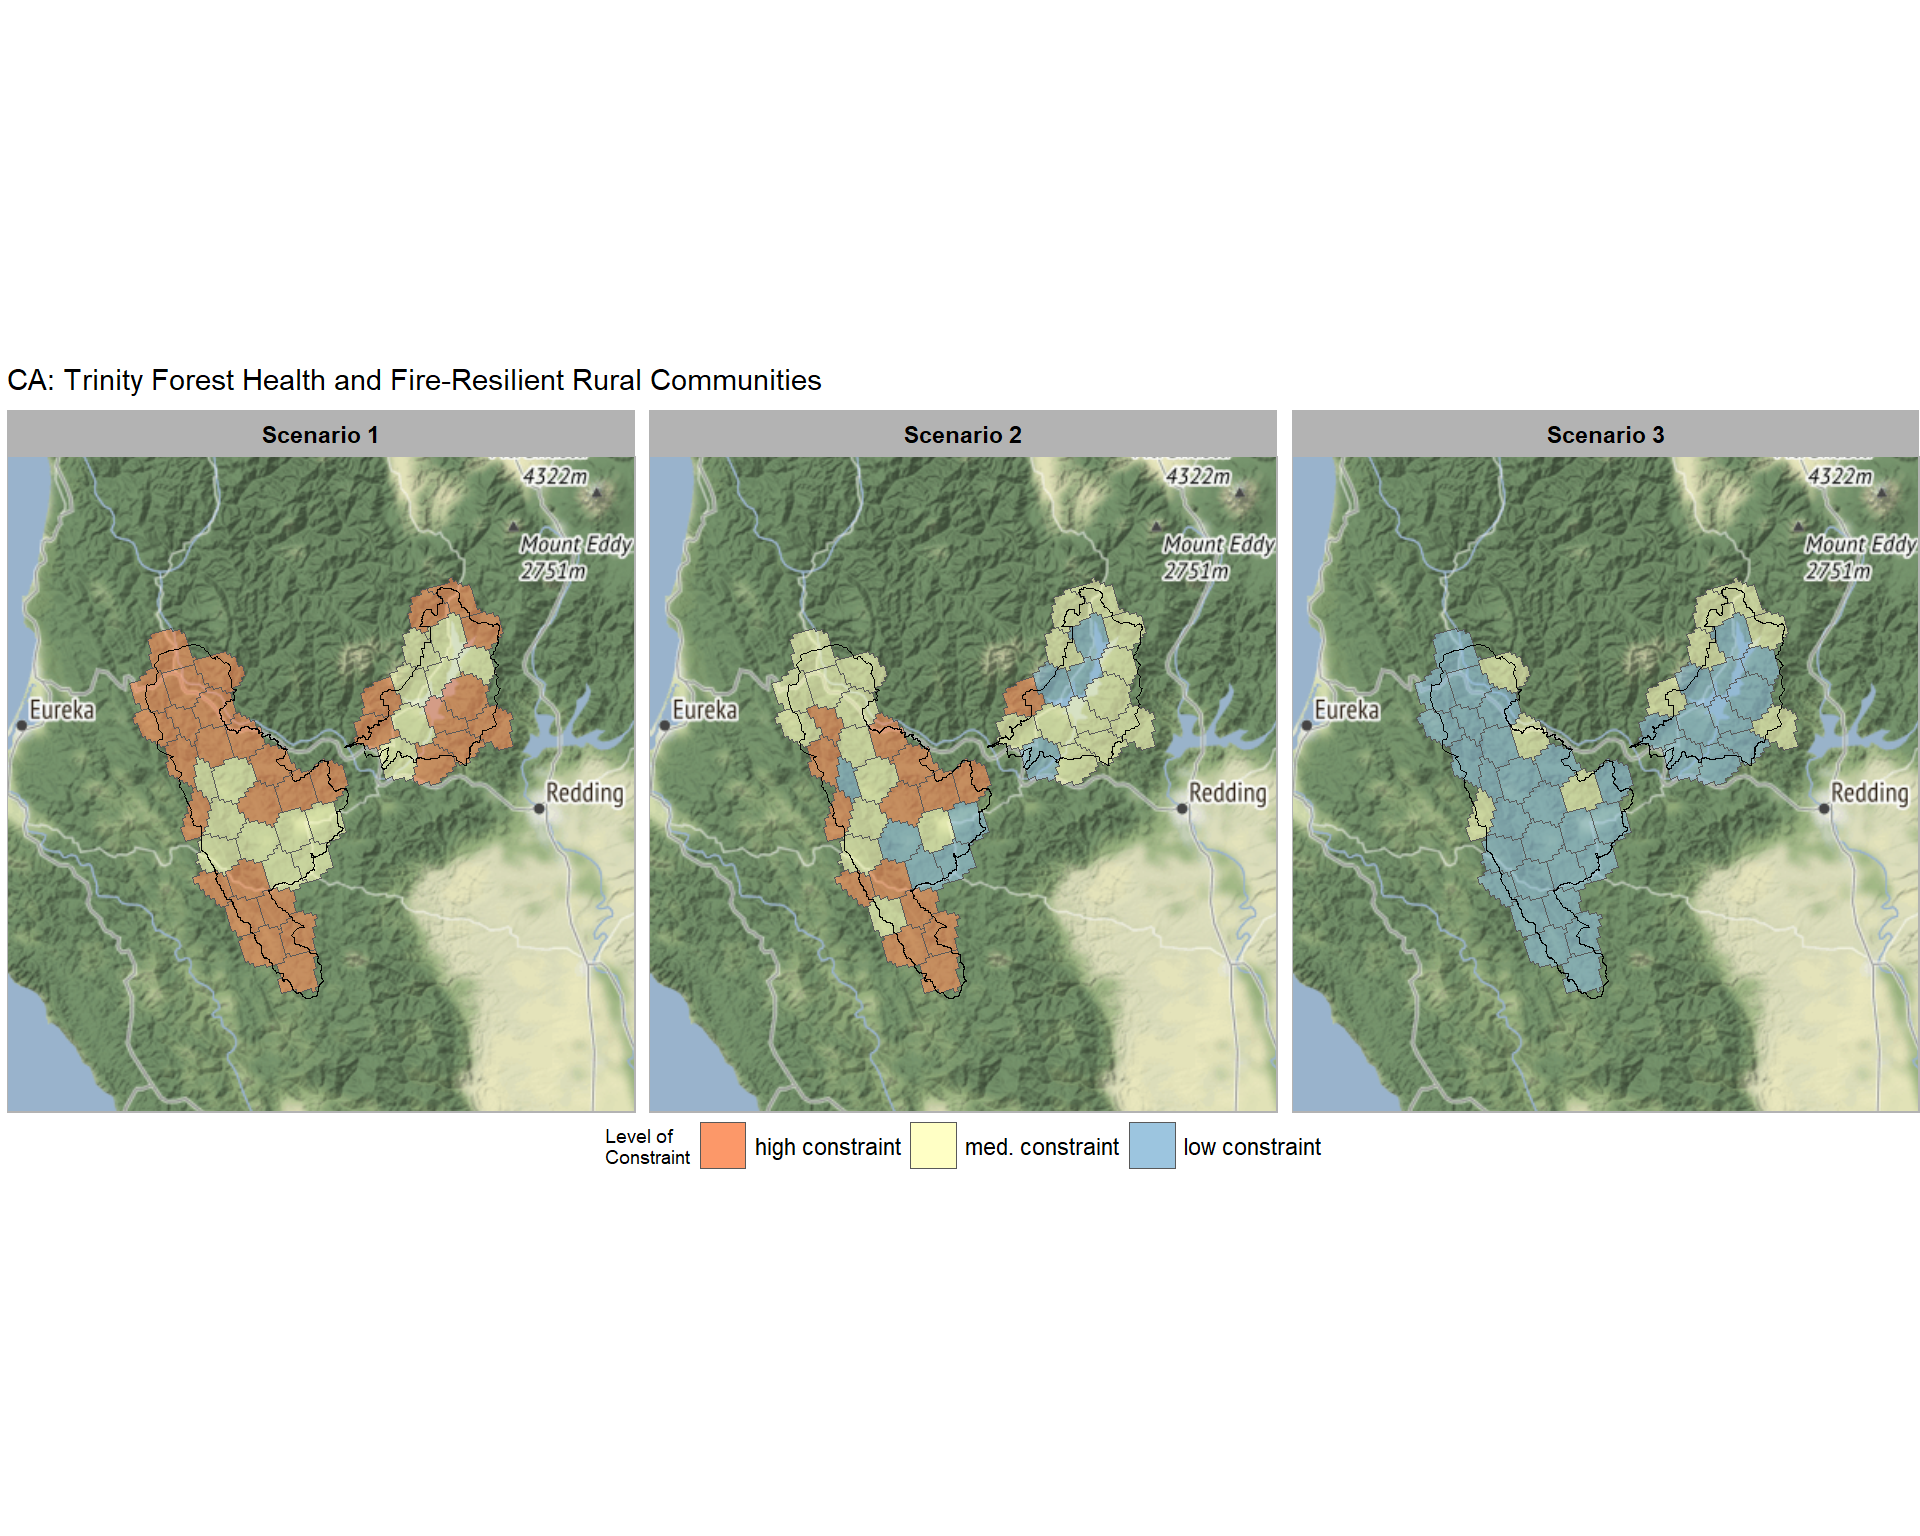 CA: Trinity Forest Health and Fire-Resilient Rural Communities
Scenario 1
Scenario 2
Scenario 3
4322m
Mount Eddy
2751m
Eureka
Redding
4322m
Mount Eddy
2751m
Eureka
Redding
4322m
Mount Eddy
2751m
Eureka
Redding
Level of
Constraint
high constraint
med. constraint
low constraint